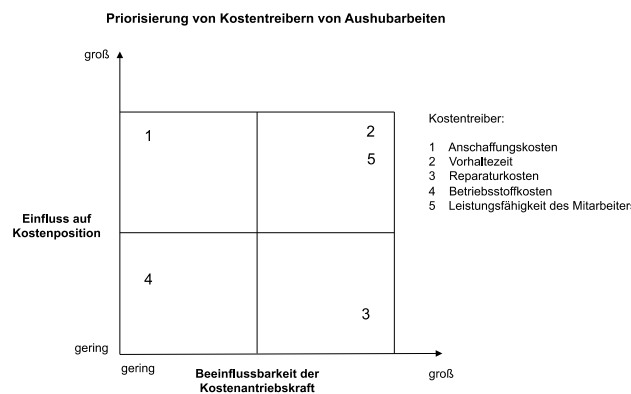 Priorisierung von Kostentreibern von Aushubarbeiten
groß
1
2
5
Einfluss auf
Kostenposition
4
3
gering
gering
Beeinflussbarkeit der
Kostenantriebskraft
groß
Kostentreiber:
1 Anschaffungskosten
2 Vorhaltezeit
3 Reparaturkosten
4 Betriebsstoffkosten
5 Leistungsfähigkeit des Mitarbeiters